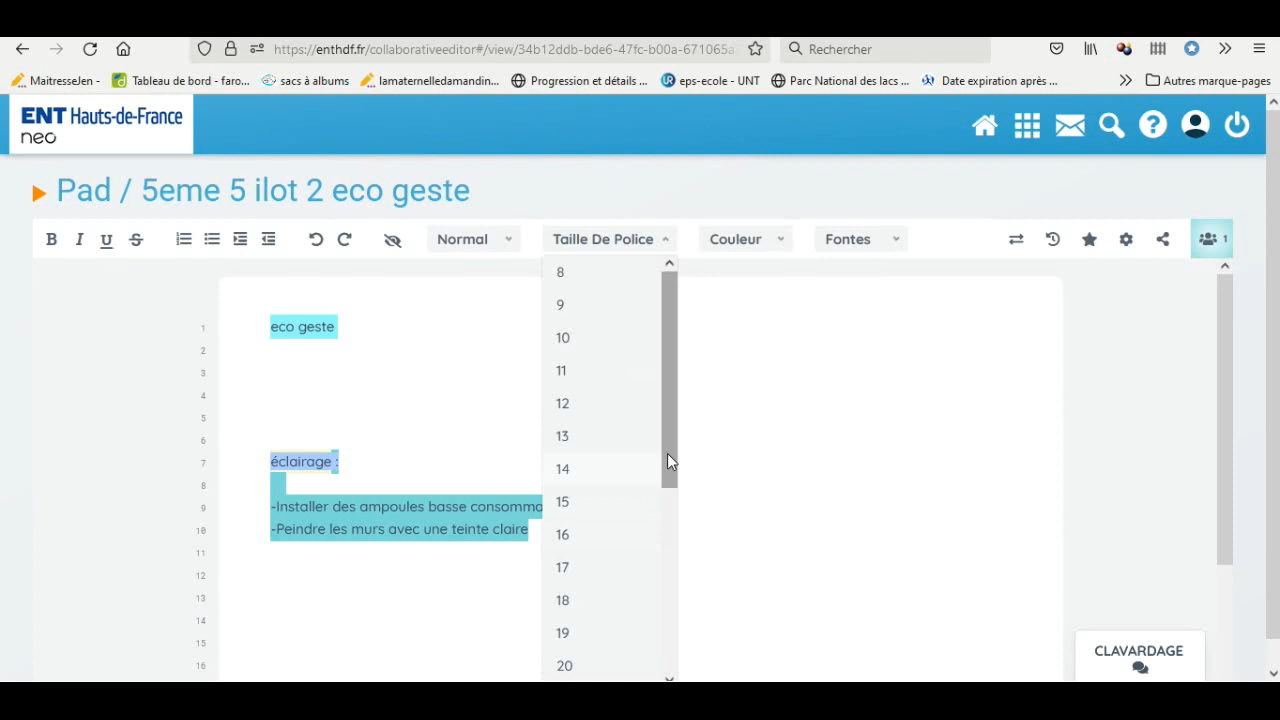 https://enthdf.fr/collaborativeeditor#/view/34b12ddb-bde6-47fc-b00a-671065a
Rechercher
MaitresseJen -
Tableau de bord - faro...
sacs à albums
lamaternelledamandin...
Progression et détails ...
eps-ecole - UNT
Parc National des lacs ...
Date expiration après ...
Autres marque-pages
ENT Hauts-de-France
neo
Pad / 5eme 5 ilot 2 eco geste
B I U S Normal Taille De Police Couleur Fontes 1
8
9
10
11
12
13
14
15
16
17
18
19
20
1 eco geste
2
3
4
5
6
7 éclairage :
8
9 -Installer des ampoules basse consomma
10 -Peindre les murs avec une teinte claire
11
12
13
14
15
16
CLAVARDAGE